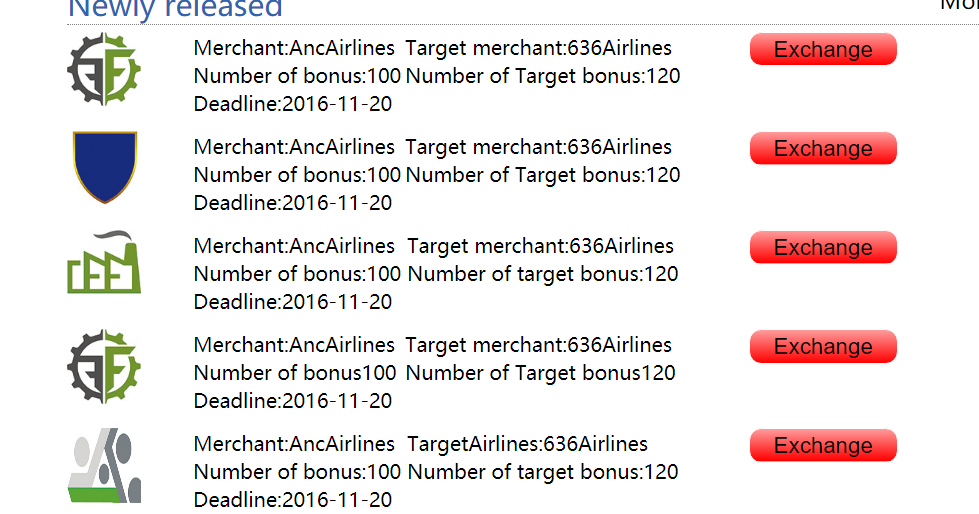 Newly released
Merchant:AncAirlines Target merchant:636Airlines Exchange
Number of bonus:100 Number of Target bonus:120
Deadline:2016-11-20
Merchant:AncAirlines Target merchant:636Airlines Exchange
Number of bonus:100 Number of Target bonus:120
Deadline:2016-11-20
Merchant:AncAirlines Target merchant:636Airlines Exchange
Number of bonus:100 Number of target bonus:120
Deadline:2016-11-20
Merchant:AncAirlines Target merchant:636Airlines Exchange
Number of bonus100 Number of Target bonus120
Deadline:2016-11-20
Merchant:AncAirlines TargetAirlines:636Airlines Exchange
Number of bonus:100 Number of target bonus:120
Deadline:2016-11-20